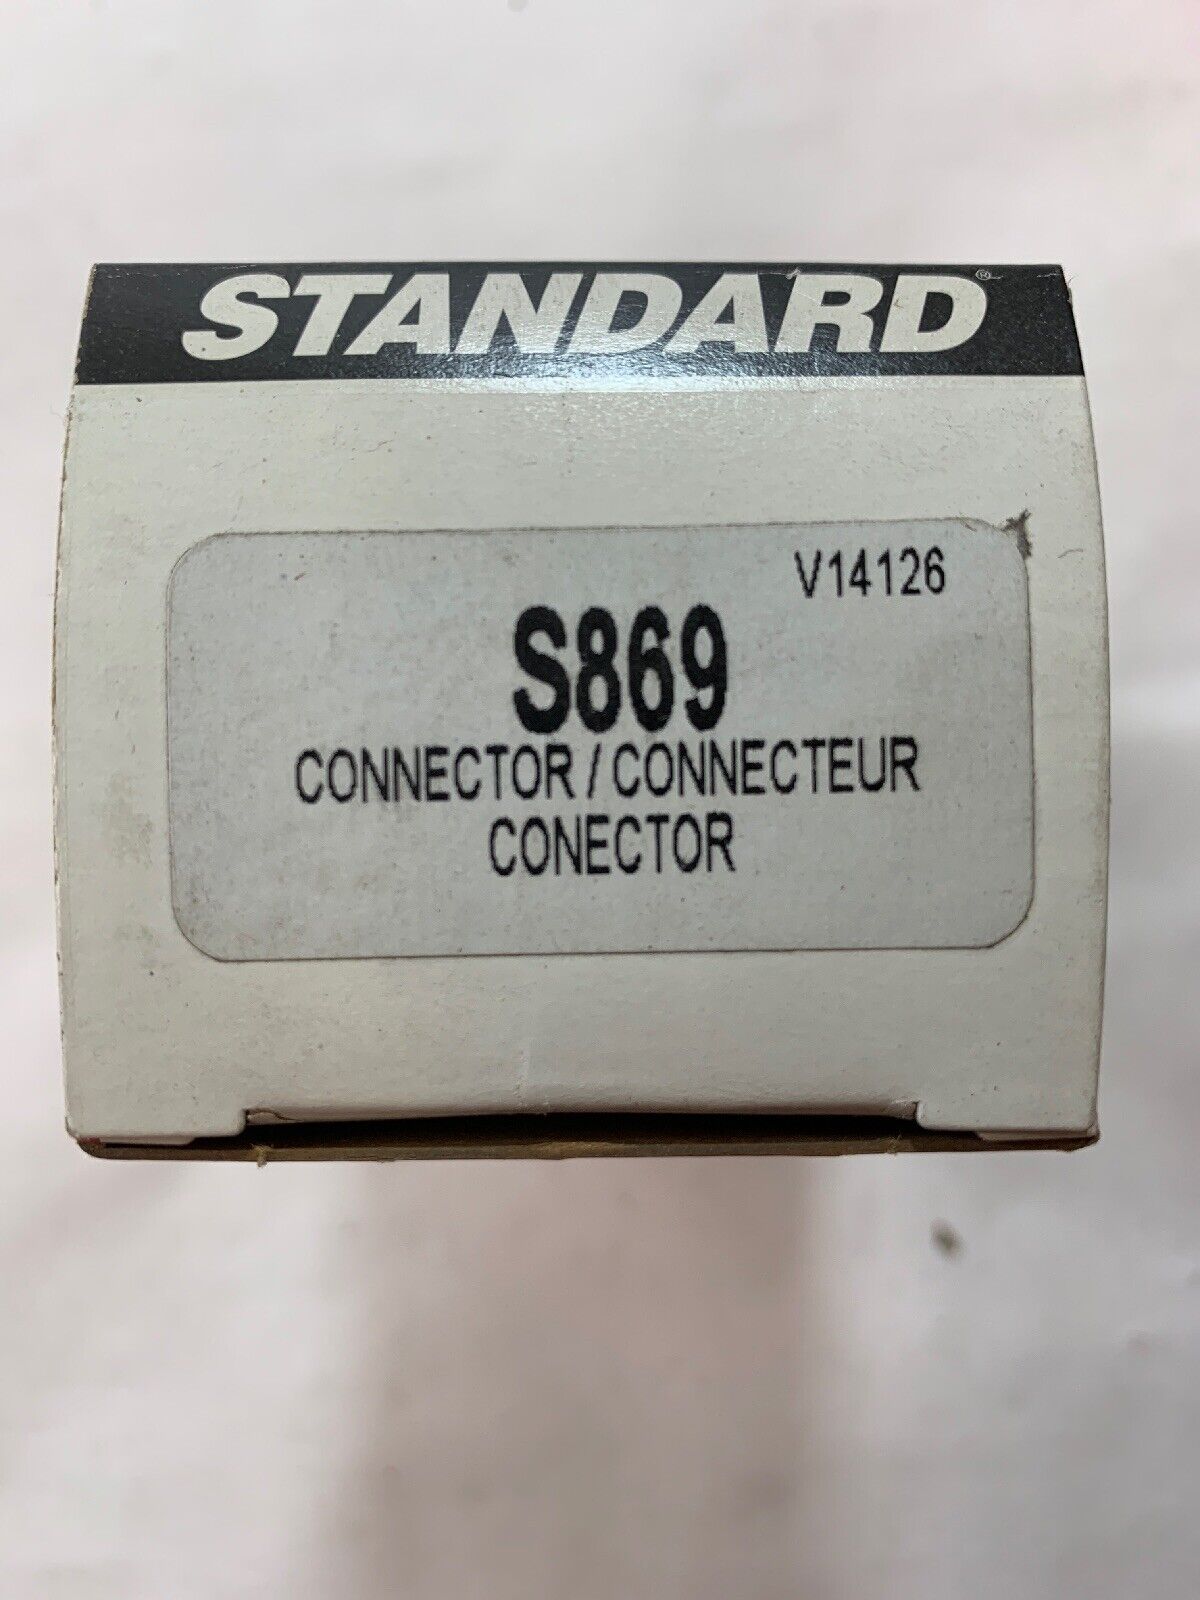 STANDARD®
V14126
S869
CONNECTOR / CONNECTEUR
CONECTOR